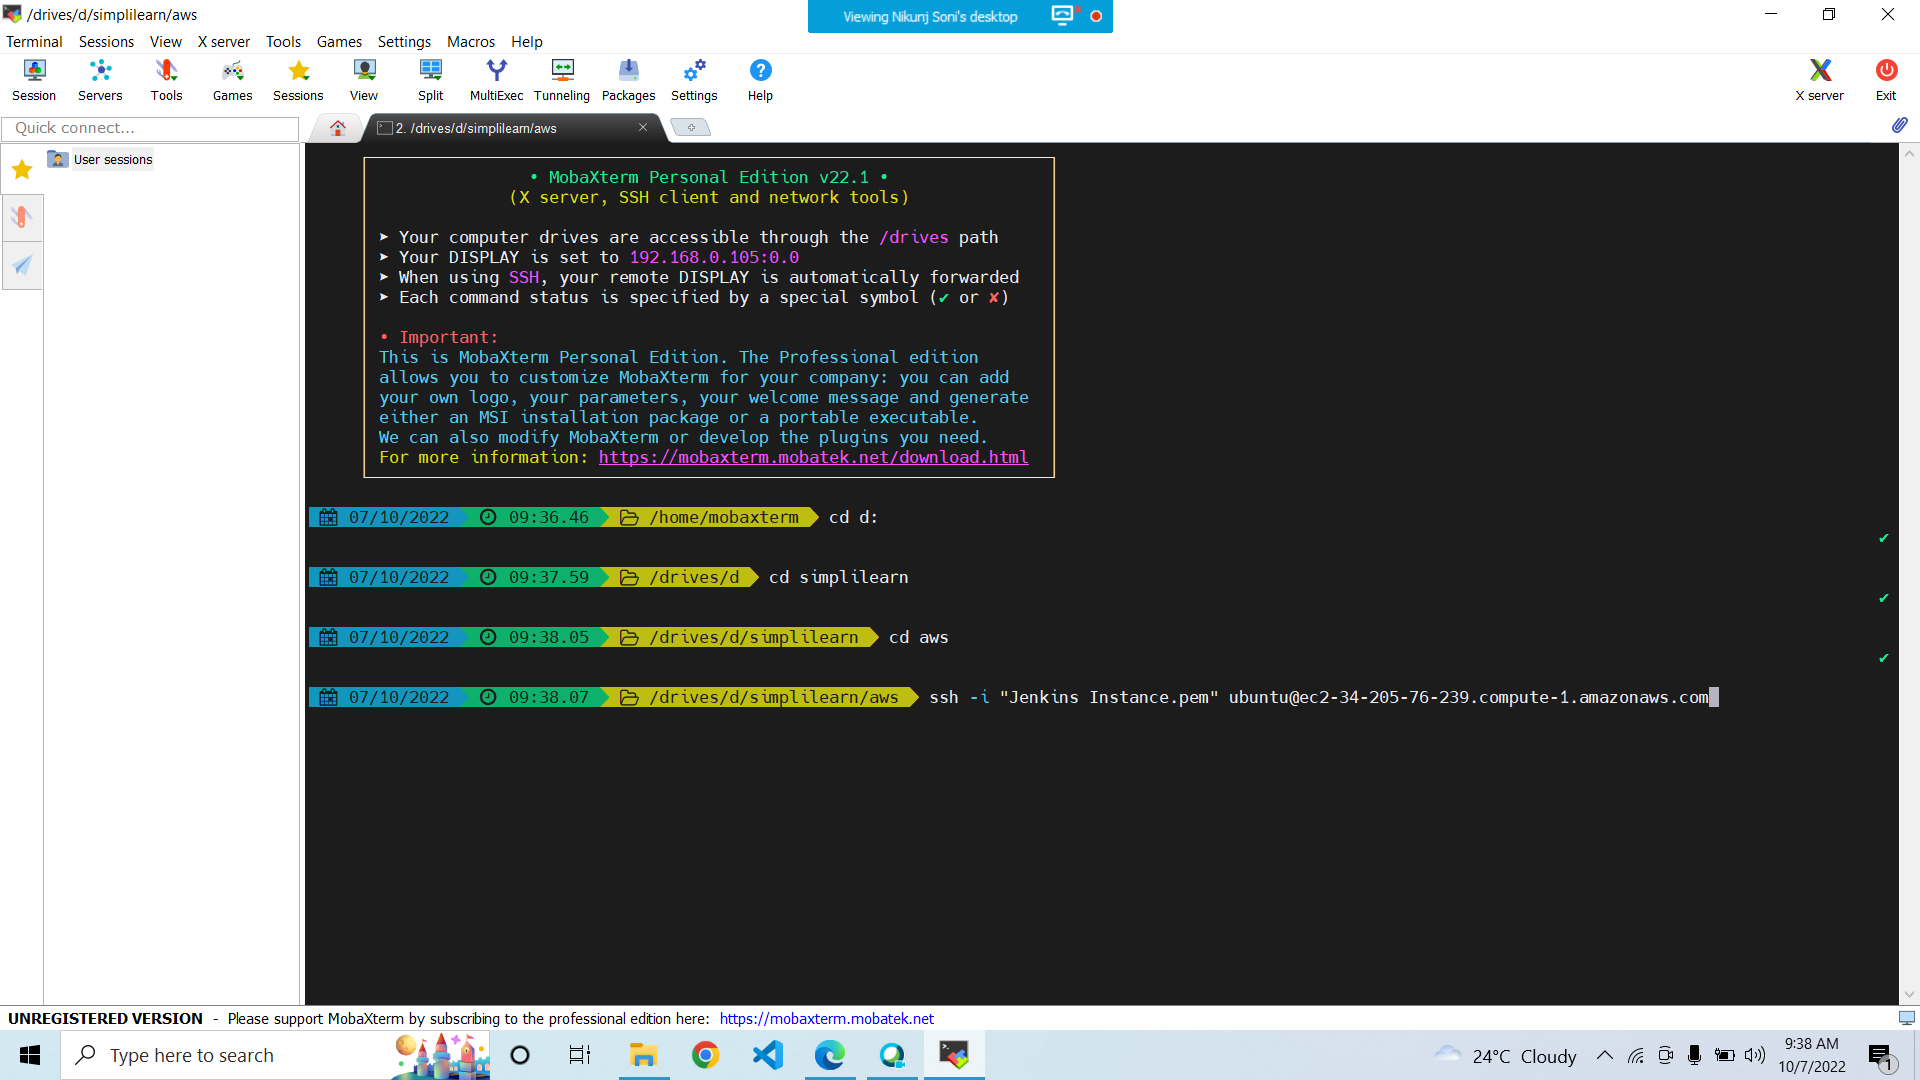 /drives/d/simplilearn/aws
Viewing Nikunj Soni's desktop
Terminal Sessions View X server Tools Games Settings Macros Help
Session Servers Tools Games Sessions View Split MultiExec Tunneling Packages Settings Help X server Exit
Quick connect...
2. /drives/d/simplilearn/aws
User sessions
• MobaXterm Personal Edition v22.1 •
(X server, SSH client and network tools)
➤ Your computer drives are accessible through the /drives path
➤ Your DISPLAY is set to 192.168.0.105:0.0
➤ When using SSH, your remote DISPLAY is automatically forwarded
➤ Each command status is specified by a special symbol (✔ or ✘)
• Important:
This is MobaXterm Personal Edition. The Professional edition
allows you to customize MobaXterm for your company: you can add
your own logo, your parameters, your welcome message and generate
either an MSI installation package or a portable executable.
We can also modify MobaXterm or develop the plugins you need.
For more information: https://mobaxterm.mobatek.net/download.html
07/10/2022 09:36.46 /home/mobaxterm cd d:
✔
07/10/2022 09:37.59 /drives/d cd simplilearn
✔
07/10/2022 09:38.05 /drives/d/simplilearn cd aws
✔
07/10/2022 09:38.07 /drives/d/simplilearn/aws ssh -i "Jenkins Instance.pem" ubuntu@ec2-34-205-76-239.compute-1.amazonaws.com
UNREGISTERED VERSION - Please support MobaXterm by subscribing to the professional edition here: https://mobaxterm.mobatek.net
Type here to search
24°C Cloudy
9:38 AM
10/7/2022
1